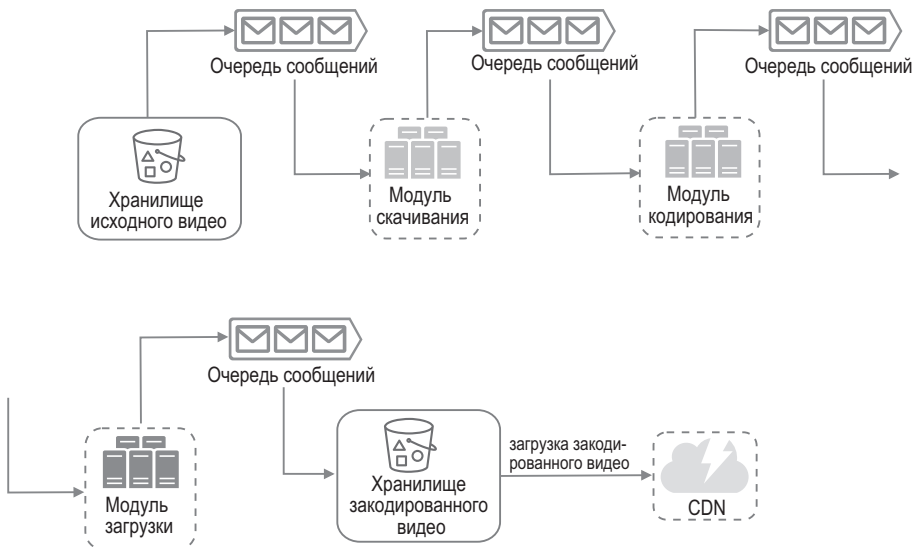 Очередь сообщений
Очередь сообщений
Очередь сообщений
Хранилище
исходного видео
Модуль
скачивания
Модуль
кодирования
Очередь сообщений
Модуль
загрузки
Хранилище
закодированного
видео
загрузка закоди-
рованного видео
CDN